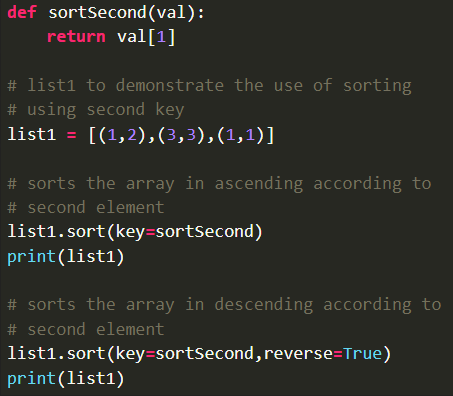 def sortSecond(val):
    return val[1]

# list1 to demonstrate the use of sorting
# using second key
list1 = [(1,2),(3,3),(1,1)]

# sorts the array in ascending according to
# second element
list1.sort(key=sortSecond)
print(list1)

# sorts the array in descending according to
# second element
list1.sort(key=sortSecond,reverse=True)
print(list1)